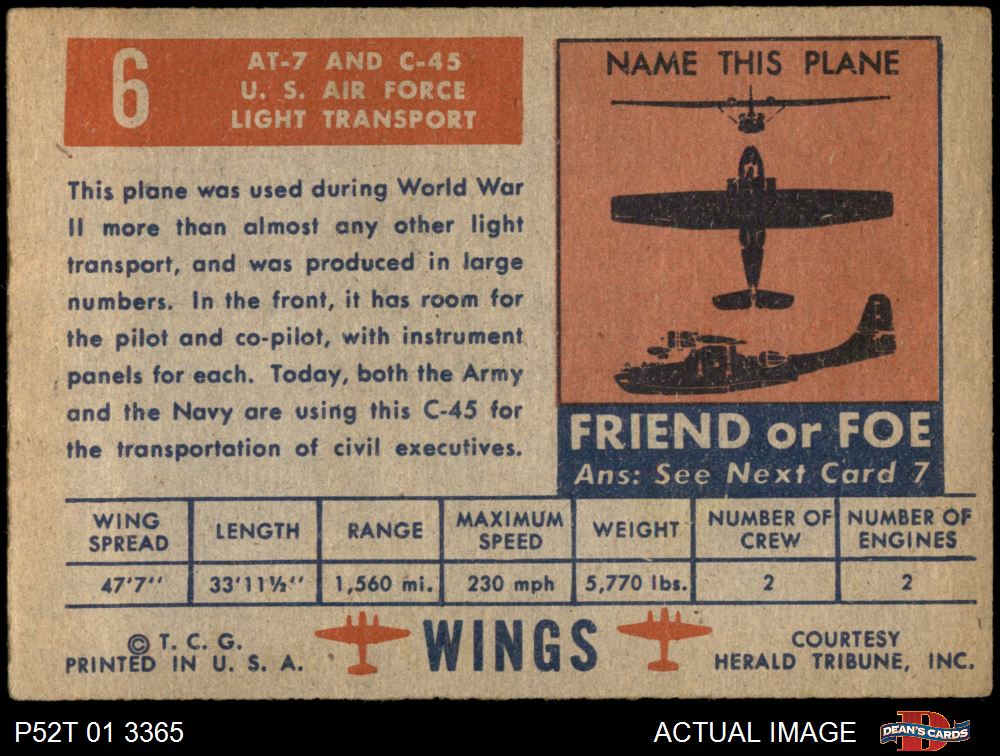 6
AT-7 AND C-45
U. S. AIR FORCE
LIGHT TRANSPORT
This plane was used during World War
II more than almost any other light
transport, and was produced in large
numbers. In the front, it has room for
the pilot and co-pilot, with instrument
panels for each. Today, both the Army
and the Navy are using this C-45 for
the transportation of civil executives.
NAME THIS PLANE
FRIEND or FOE
Ans: See Next Card 7
WING SPREAD LENGTH RANGE MAXIMUM SPEED WEIGHT NUMBER OF CREW NUMBER OF ENGINES
47'7" 33'11½" 1,560 mi. 230 mph 5,770 lbs. 2 2
© T. C. G.
PRINTED IN U. S. A.
WINGS
COURTESY
HERALD TRIBUNE, INC.
P52T 01 3365
ACTUAL IMAGE
D
DEAN'S CARDS